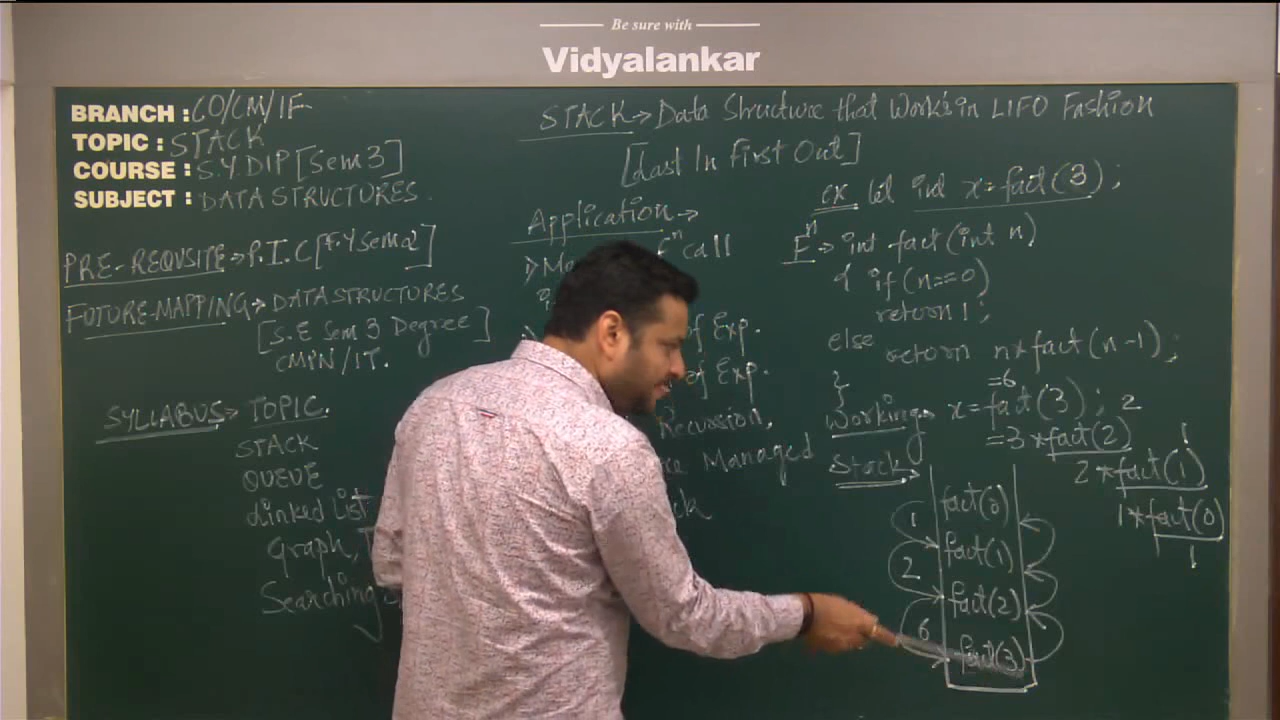 Be sure with
Vidyalankar
BRANCH : CO/CM/IF
TOPIC : STACK
COURSE : S.Y.DIP [Sem 3]
SUBJECT : DATA STRUCTURES.
PRE-REQUSITE → P.I.C [F.Y Sem 2]
FUTURE-MAPPING → DATA STRUCTURES
[S.E Sem 3 Degree]
CMPN/IT.
SYLLABUS → TOPIC.
STACK
QUEUE
Linked List
Graph,
Searching
STACK → Data Structure that Works in LIFO Fashion
[Last In First Out]
Application →
fⁿ call
of Exp.
of Exp.
Recursion,
Managed
ex let int x = fact(3);
Fⁿ → int fact(int n)
{ if (n==0)
return 1;
else return n*fact(n-1);
}
=6
Working → x = fact(3); 2
= 3 * fact(2) 1
2 * fact(1)
1 * fact(0)
1
Stack →
fact(0)
1
fact(1)
2
fact(2)
6
fact(3)